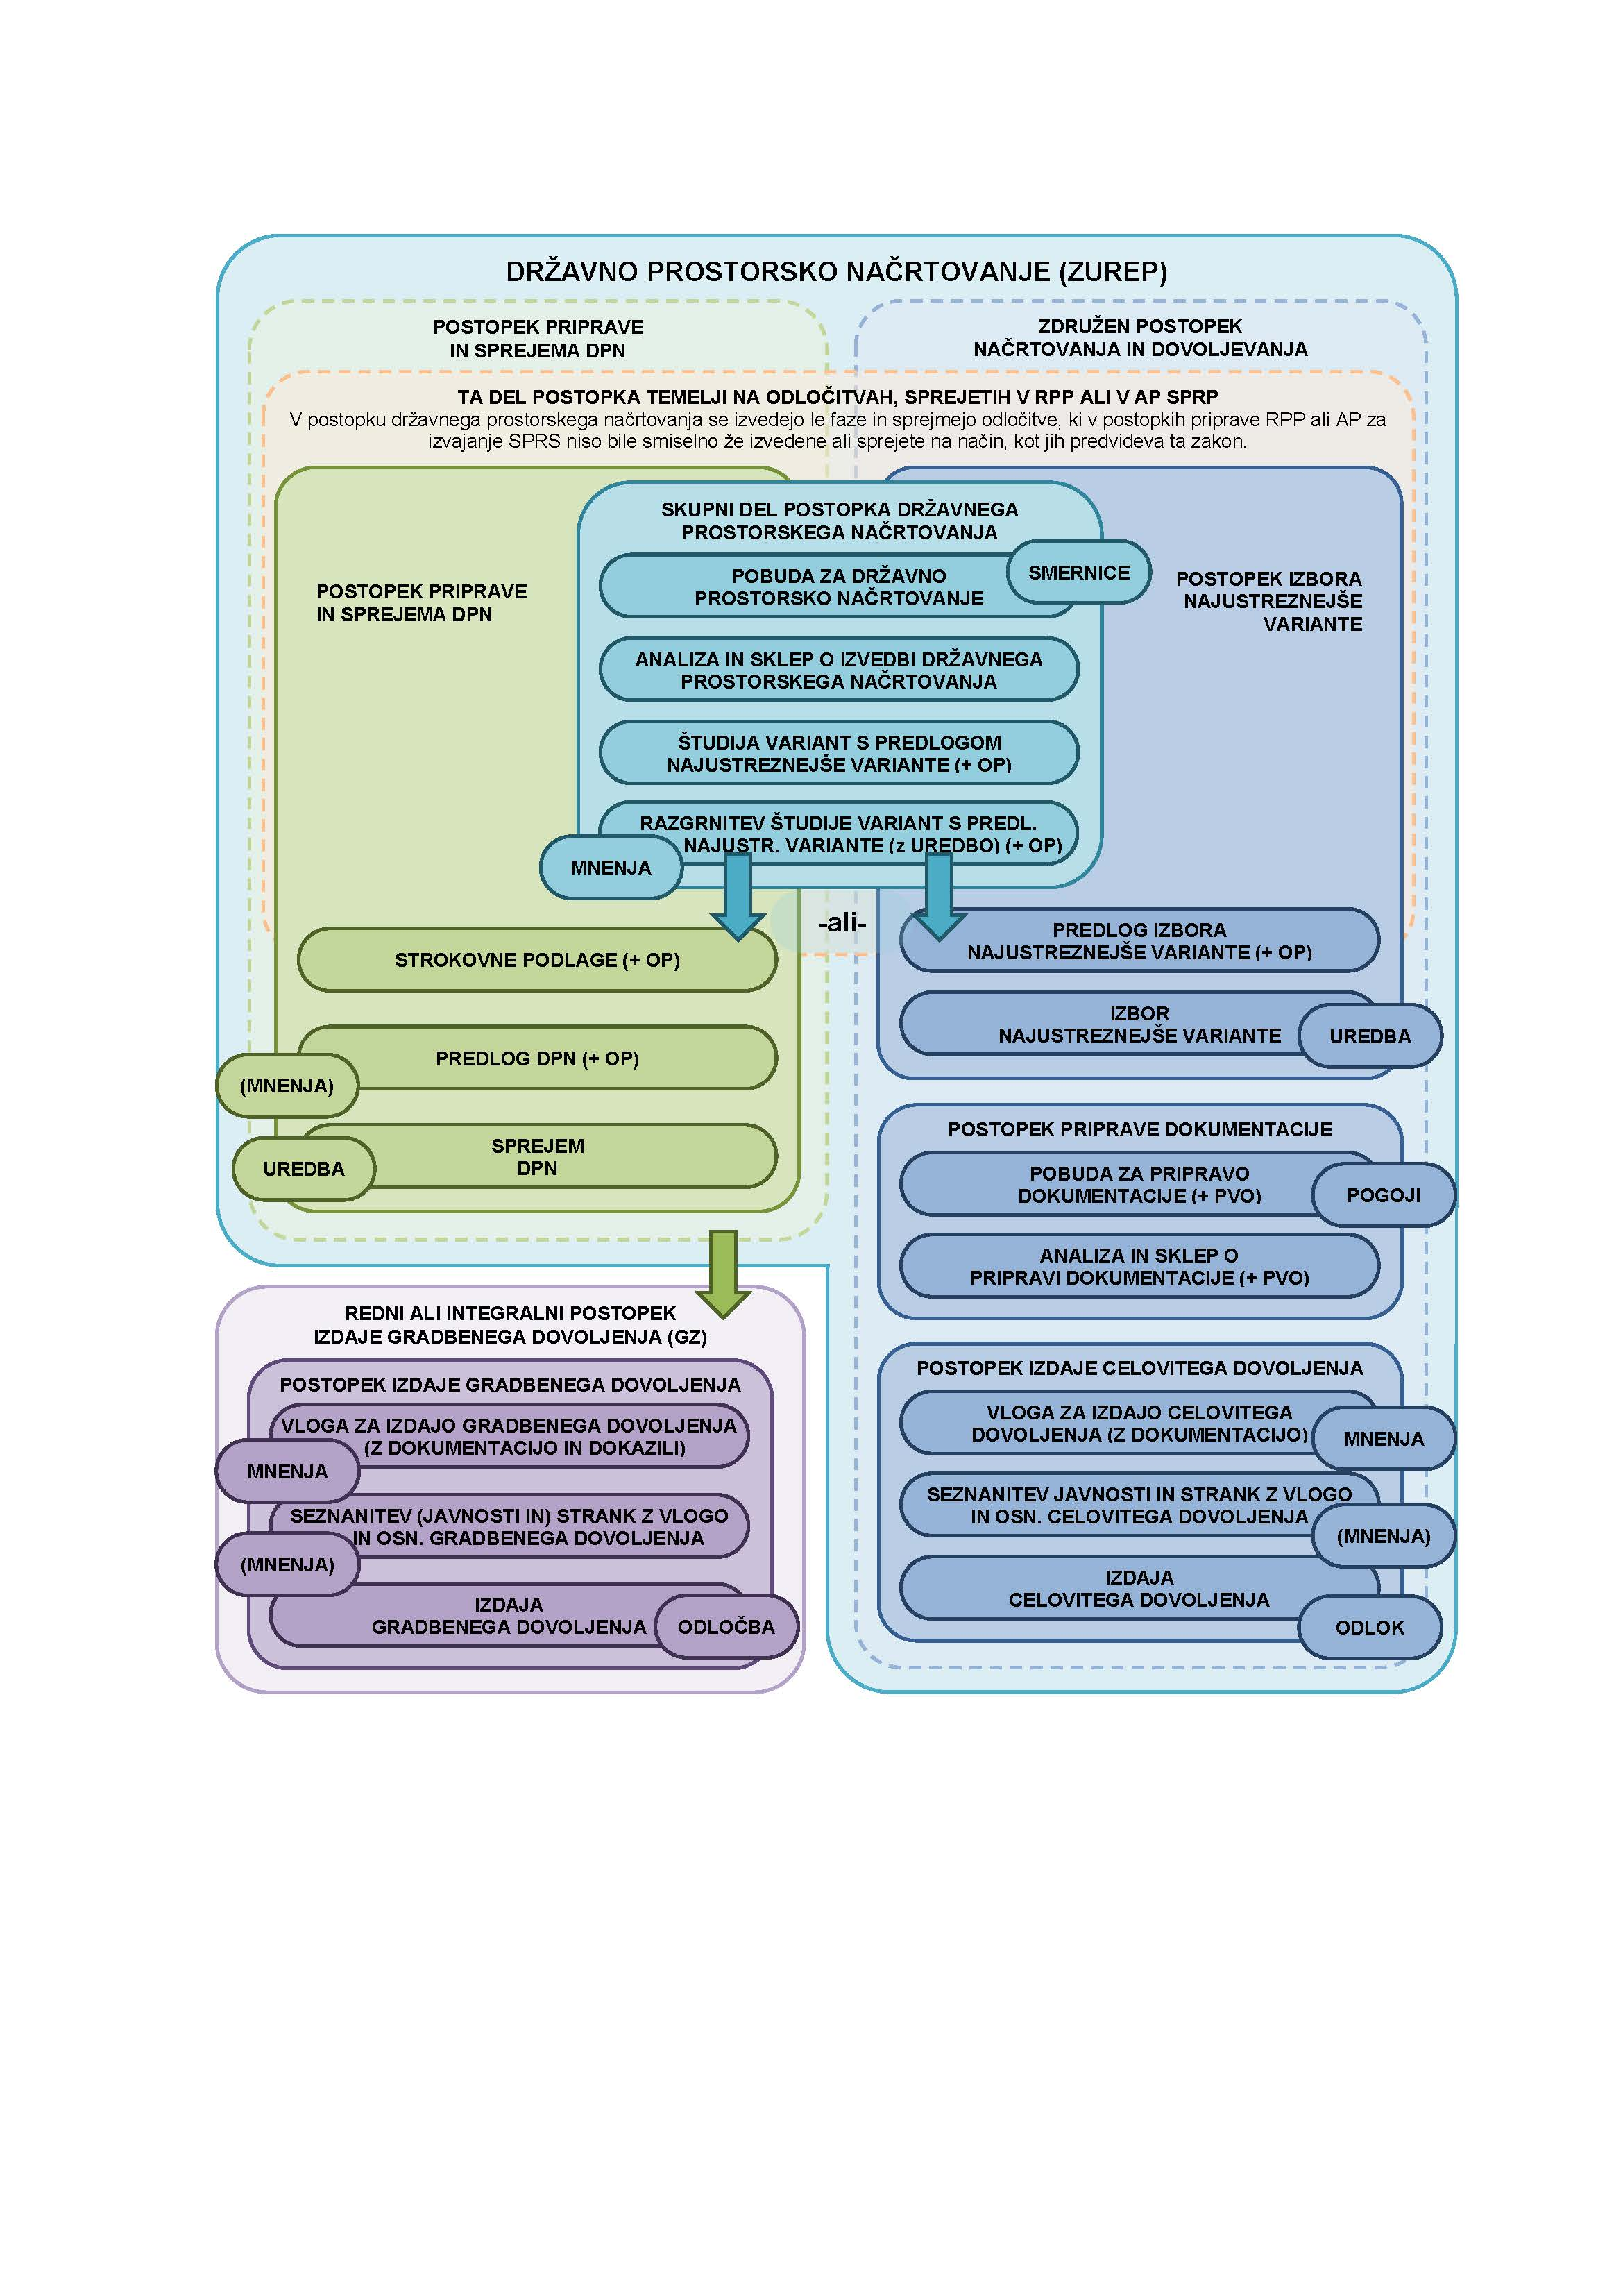 DRŽAVNO PROSTORSKO NAČRTOVANJE (ZUREP)
POSTOPEK PRIPRAVE
IN SPREJEMA DPN
ZDRUŽEN POSTOPEK
NAČRTOVANJA IN DOVOLJEVANJA
TA DEL POSTOPKA TEMELJI NA ODLOČITVAH, SPREJETIH V RPP ALI V AP SPRP
V postopku državnega prostorskega načrtovanja se izvedejo le faze in sprejmejo odločitve, ki v postopkih priprave RPP ali AP za
izvajanje SPRS niso bile smiselno že izvedene ali sprejete na način, kot jih predvideva ta zakon.
SKUPNI DEL POSTOPKA DRŽAVNEGA
PROSTORSKEGA NAČRTOVANJA
POSTOPEK PRIPRAVE
IN SPREJEMA DPN
POBUDA ZA DRŽAVNO
PROSTORSKO NAČRTOVANJE
SMERNICE
POSTOPEK IZBORA
NAJUSTREZNEJŠE
VARIANTE
ANALIZA IN SKLEP O IZVEDBI DRŽAVNEGA
PROSTORSKEGA NAČRTOVANJA
ŠTUDIJA VARIANT S PREDLOGOM
NAJUSTREZNEJŠE VARIANTE (+ OP)
RAZGRNITEV ŠTUDIJE VARIANT S PREDL.
NAJUSTR. VARIANTE (z UREDBO) (+ OP)
MNENJA
-ali-
STROKOVNE PODLAGE (+ OP)
PREDLOG DPN (+ OP)
(MNENJA)
SPREJEM
DPN
UREDBA
PREDLOG IZBORA
NAJUSTREZNEJŠE VARIANTE (+ OP)
IZBOR
NAJUSTREZNEJŠE VARIANTE
UREDBA
POSTOPEK PRIPRAVE DOKUMENTACIJE
POBUDA ZA PRIPRAVO
DOKUMENTACIJE (+ PVO)
POGOJI
ANALIZA IN SKLEP O
PRIPRAVI DOKUMENTACIJE (+ PVO)
REDNI ALI INTEGRALNI POSTOPEK
IZDAJE GRADBENEGA DOVOLJENJA (GZ)
POSTOPEK IZDAJE GRADBENEGA DOVOLJENJA
VLOGA ZA IZDAJO GRADBENEGA DOVOLJENJA
(Z DOKUMENTACIJO IN DOKAZILI)
MNENJA
SEZNANITEV (JAVNOSTI IN) STRANK Z VLOGO
IN OSN. GRADBENEGA DOVOLJENJA
(MNENJA)
IZDAJA
GRADBENEGA DOVOLJENJA
ODLOČBA
POSTOPEK IZDAJE CELOVITEGA DOVOLJENJA
VLOGA ZA IZDAJO CELOVITEGA
DOVOLJENJA (Z DOKUMENTACIJO)
MNENJA
SEZNANITEV JAVNOSTI IN STRANK Z VLOGO
IN OSN. CELOVITEGA DOVOLJENJA
(MNENJA)
IZDAJA
CELOVITEGA DOVOLJENJA
ODLOK